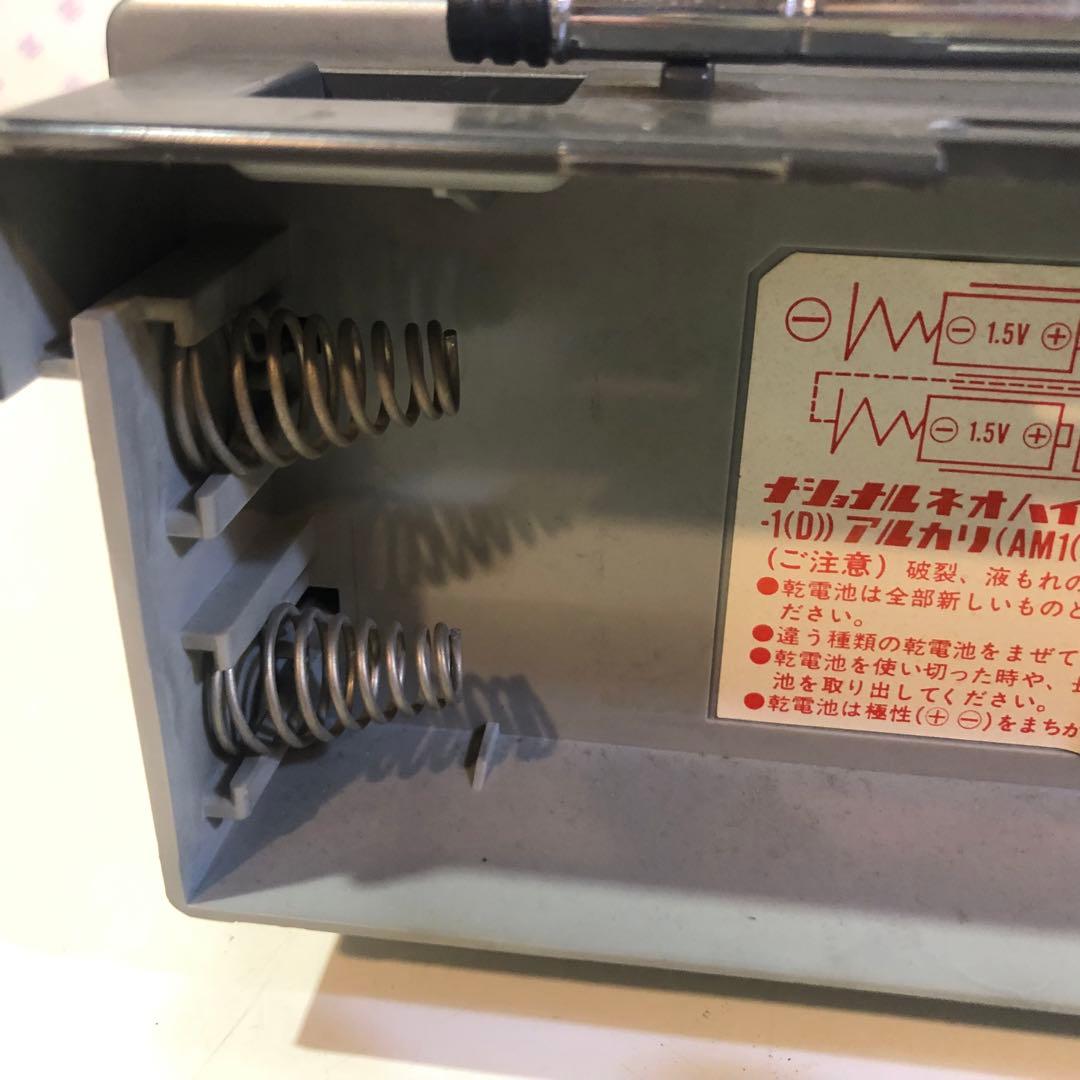 ⊖ ⊖ 1.5V ⊕
⊖ 1.5V ⊕
ナショナル ネオハイ
-1(D)) アルカリ(AM1(
(ご注意) 破裂、液もれの
●乾電池は全部新しいものと
ださい。
●違う種類の乾電池をまぜて
●乾電池を使い切った時や、長
池を取り出してください。
●乾電池は極性(⊕ ⊖)をまちが